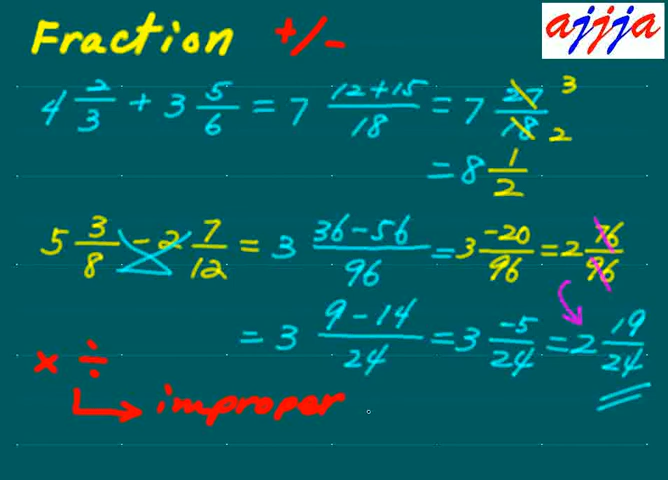 Fraction +/-
ajjja
4 2/3 + 3 5/6 = 7 (12+15)/18 = 7 27/18 3 2
= 8 1/2
5 3/8 - 2 7/12 = 3 (36-56)/96 = 3 -20/96 = 2 76/96
= 3 (9-14)/24 = 3 -5/24 = 2 19/24
× ÷
improper